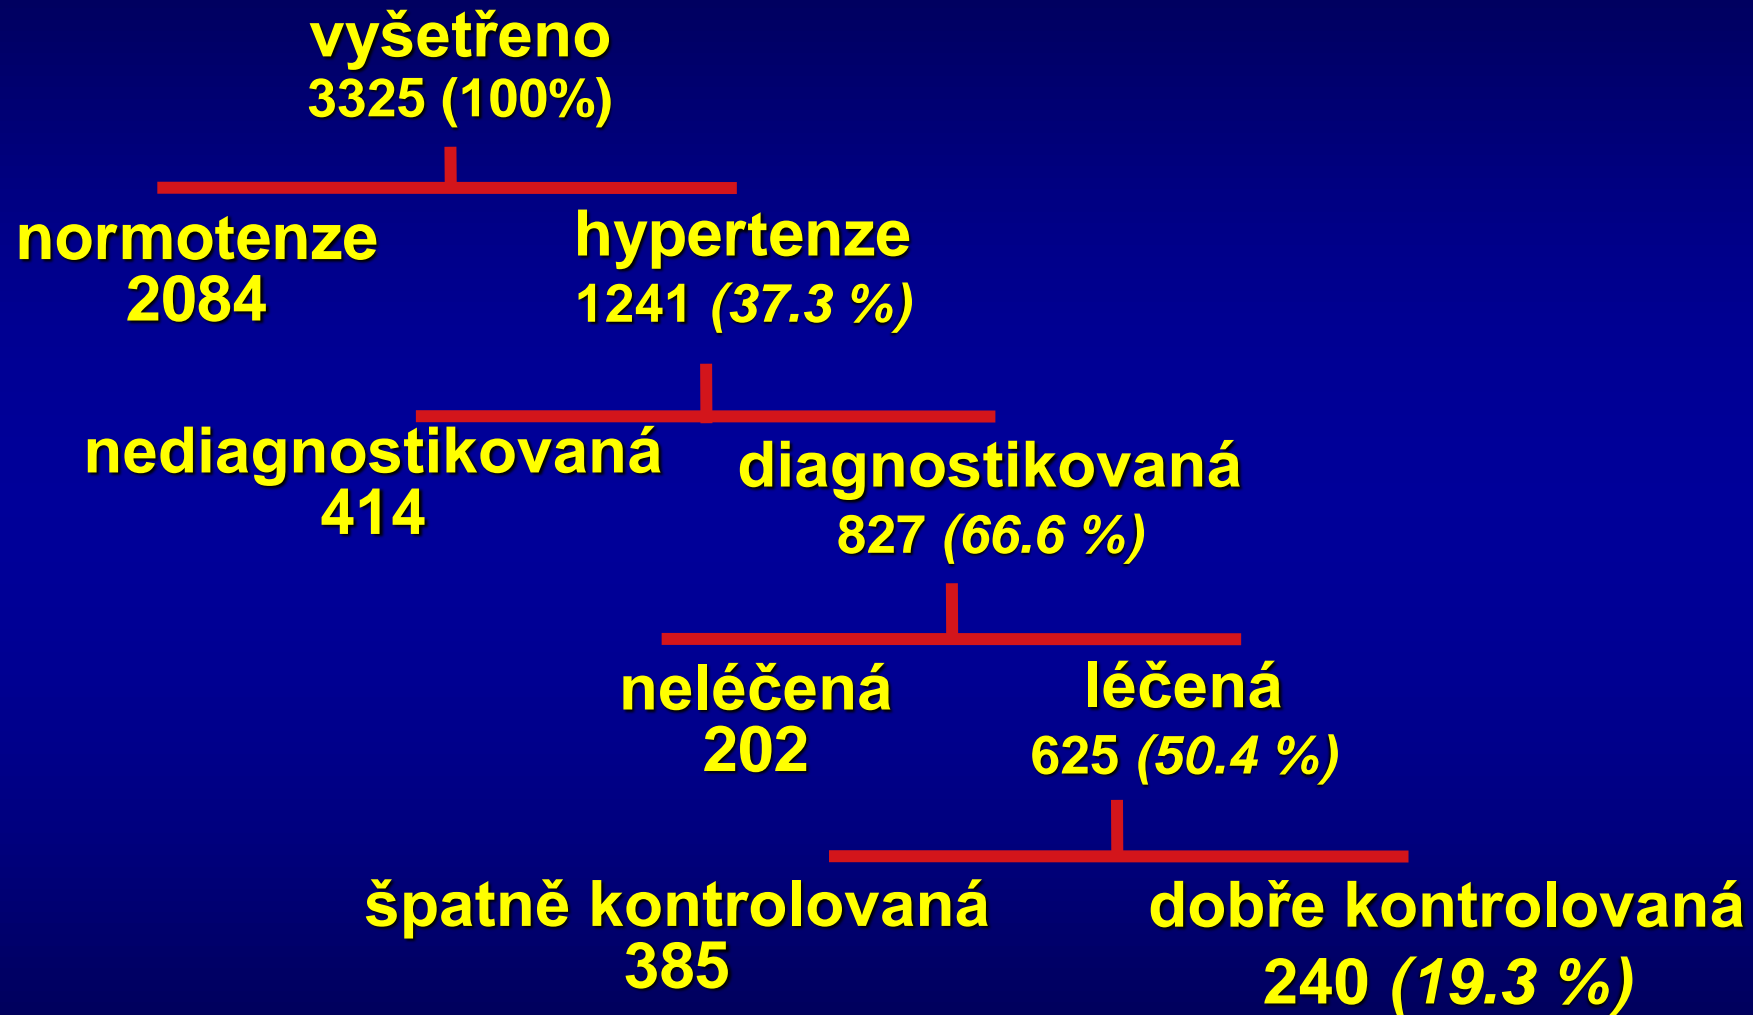 vyšetřeno
3325 (100%)
normotenze
2084
hypertenze
1241 (37.3 %)
nediagnostikovaná
414
diagnostikovaná
827 (66.6 %)
neléčená
202
léčená
625 (50.4 %)
špatně kontrolovaná
385
dobře kontrolovaná
240 (19.3 %)